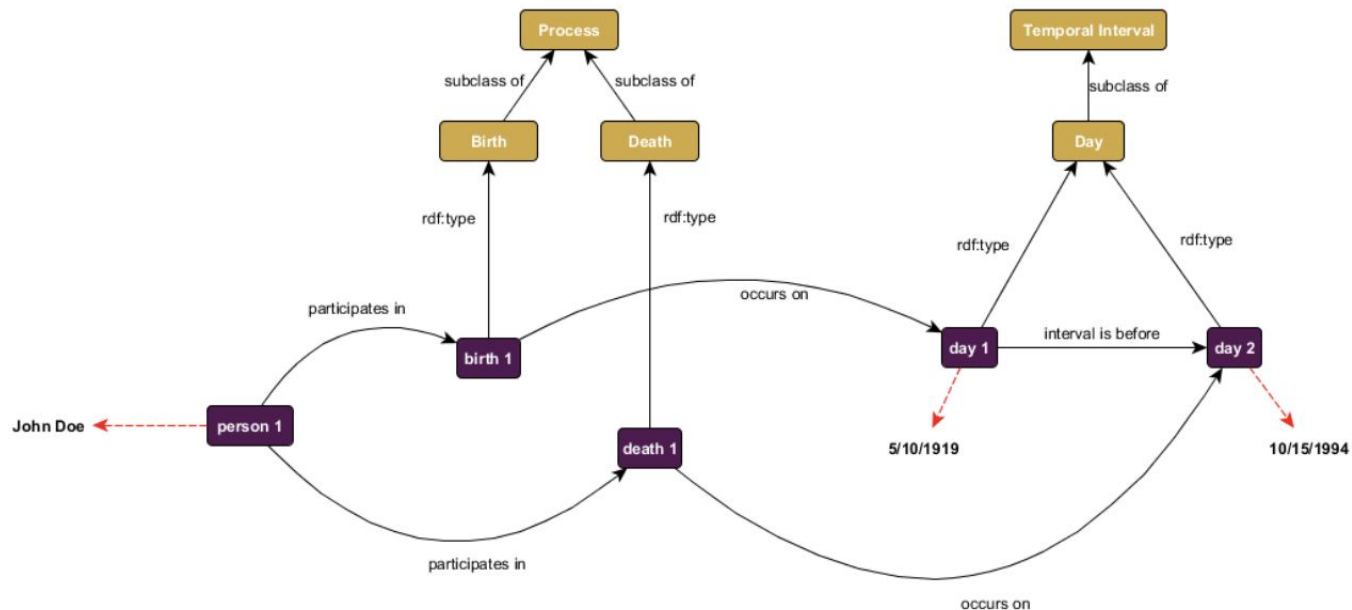 Process
Temporal Interval
subclass of
subclass of
subclass of
Birth
Death
Day
rdf:type
rdf:type
rdf:type
rdf:type
participates in
occurs on
birth 1
day 1
interval is before
day 2
John Doe
person 1
death 1
5/10/1919
10/15/1994
participates in
occurs on